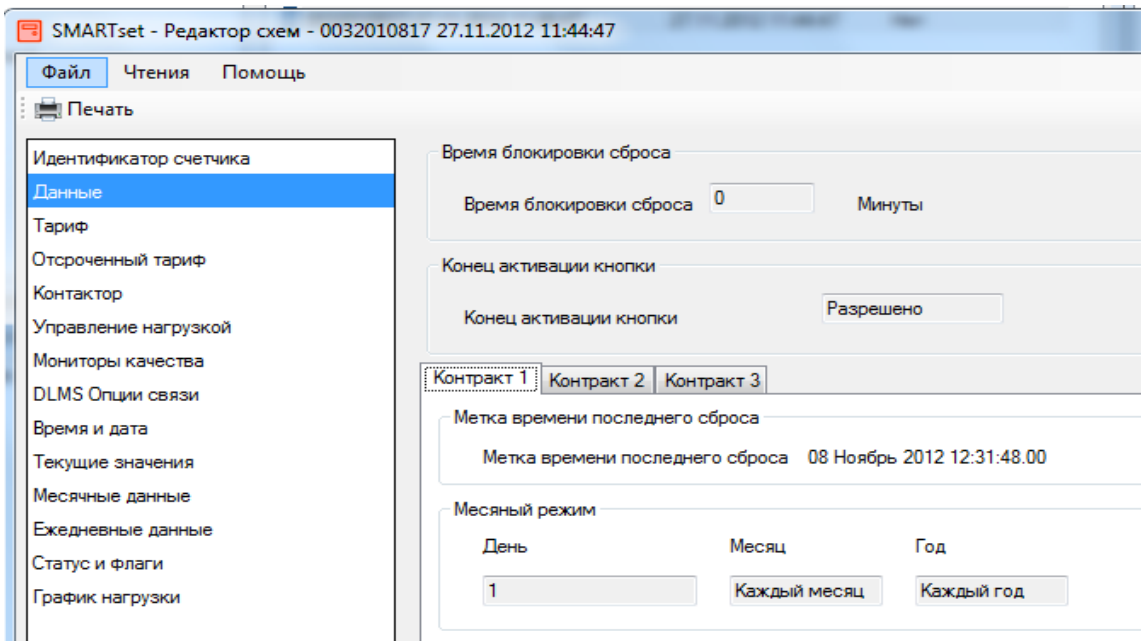 SMARTset - Редактор схем - 0032010817 27.11.2012 11:44:47
Файл Чтения Помощь
Печать
Идентификатор счетчика
Данные
Тариф
Отсроченный тариф
Контактор
Управление нагрузкой
Мониторы качества
DLMS Опции связи
Время и дата
Текущие значения
Месячные данные
Ежедневные данные
Статус и флаги
График нагрузки
Время блокировки сброса
Время блокировки сброса 0 Минуты
Конец активации кнопки
Конец активации кнопки Разрешено
Контракт 1 Контракт 2 Контракт 3
Метка времени последнего сброса
Метка времени последнего сброса 08 Ноябрь 2012 12:31:48.00
Месяный режим
День Месяц Год
1 Каждый месяц Каждый год